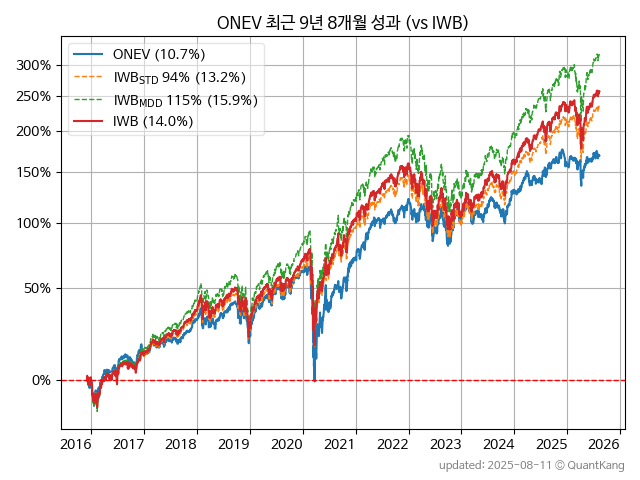 ONEV 최근 9년 8개월 성과 (vs IWB)
ONEV (10.7%)
IWBSTD 94% (13.2%)
IWBMDD 115% (15.9%)
IWB (14.0%)
300%
250%
200%
150%
100%
50%
0%
2016 2017 2018 2019 2020 2021 2022 2023 2024 2025 2026
updated: 2025-08-11 © QuantKang